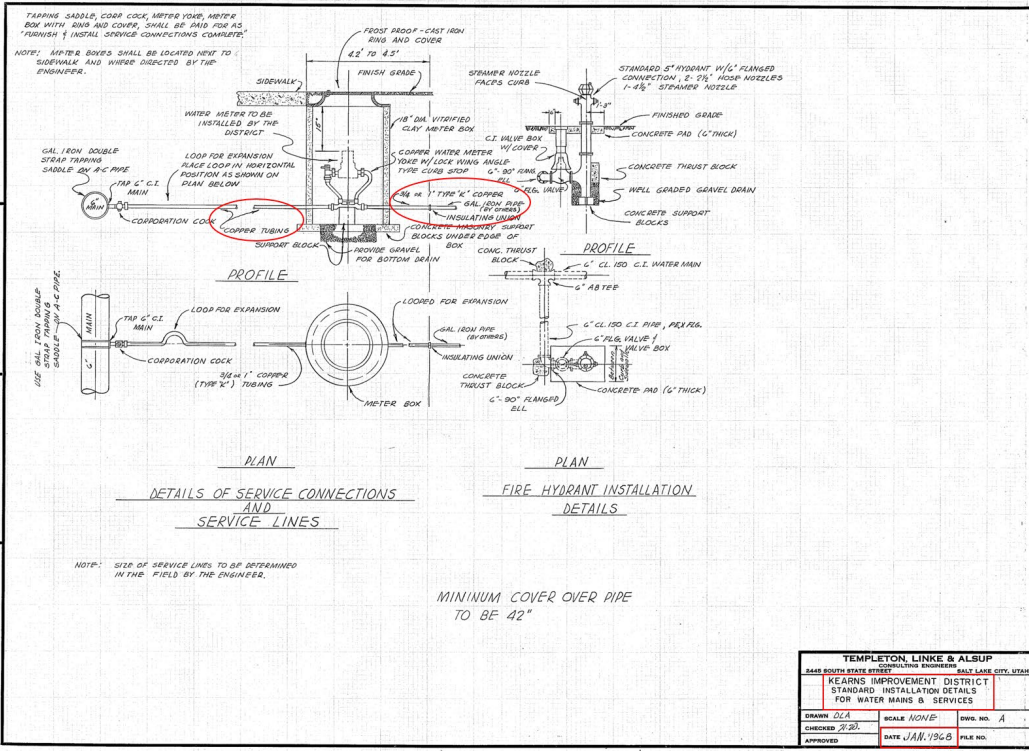 TAPPING SADDLE, CORP COCK, METER YOKE, METER
BOX WITH RING AND COVER, SHALL BE PAID FOR AS
"FURNISH & INSTALL SERVICE CONNECTIONS COMPLETE"
NOTE: METER BOXES SHALL BE LOCATED NEXT TO
SIDEWALK AND WHERE DIRECTED BY THE
ENGINEER.
FROST PROOF - CAST IRON
RING AND COVER
4.2' TO 4.5'
FINISH GRADE
SIDEWALK
WATER METER TO BE
INSTALLED BY THE
DISTRICT
15"
18" DIA. VITRIFIED
CLAY METER BOX
COPPER WATER METER
YOKE W/LOCK WING ANGLE
TYPE CURB STOP
GAL. IRON DOUBLE
STRAP TAPPING
SADDLE ON A-C PIPE
TAP 6" C.I.
MAIN
6"
MAIN
LOOP FOR EXPANSION
PLACE LOOP IN HORIZONTAL
POSITION AS SHOWN ON
PLAN BELOW
CORPORATION COCK
COPPER TUBING
3/4 OR 1" TYPE "K" COPPER
GAL. IRON PIPE
(BY OTHERS)
INSULATING UNION
CONCRETE MASONRY SUPPORT
BLOCKS UNDER EDGE OF
BOX
SUPPORT BLOCK
PROVIDE GRAVEL
FOR BOTTOM DRAIN
PROFILE
STEAMER NOZZLE
FACES CURB
STANDARD 5" HYDRANT W/6" FLANGED
CONNECTION, 2-2½" HOSE NOZZLES
1-4½" STEAMER NOZZLE
1'-3"
6"
FINISHED GRADE
CONCRETE PAD (6" THICK)
C.I. VALVE BOX
W/COVER
6"-90° FLANG.
ELL
6" FLG. VALVE
CONCRETE THRUST BLOCK
WELL GRADED GRAVEL DRAIN
CONCRETE SUPPORT
BLOCKS
PROFILE
USE GAL IRON DOUBLE
STRAP TAPPING
SADDLE ON A-C PIPE.
6" MAIN
TAP 6" C.I.
MAIN
LOOP FOR EXPANSION
CORPORATION COCK
3/4 OR 1" COPPER
(TYPE "K") TUBING
LOOPED FOR EXPANSION
GAL. IRON PIPE
(BY OTHERS)
INSULATING UNION
METER BOX
CONC. THRUST
BLOCK
6" CL. 150 C.I. WATER MAIN
6" AB TEE
6" CL. 150 C.I. PIPE, PEXFLG.
6" FLG. VALVE &
VALVE BOX
Between
Curb and
Sidewalk
CONCRETE
THRUST BLOCK
CONCRETE PAD (6" THICK)
6"-90° FLANGED
ELL
PLAN
DETAILS OF SERVICE CONNECTIONS
AND
SERVICE LINES
PLAN
FIRE HYDRANT INSTALLATION
DETAILS
NOTE: SIZE OF SERVICE LINES TO BE DETERMINED
IN THE FIELD BY THE ENGINEER.
MININUM COVER OVER PIPE
TO BE 42"
TEMPLETON, LINKE & ALSUP
CONSULTING ENGINEERS
2445 SOUTH STATE STREET SALT LAKE CITY, UTAH
KEARNS IMPROVEMENT DISTRICT
STANDARD INSTALLATION DETAILS
FOR WATER MAINS & SERVICES
DRAWN DLA SCALE NONE DWG. NO. A
CHECKED
APPROVED DATE JAN. 1968 FILE NO.